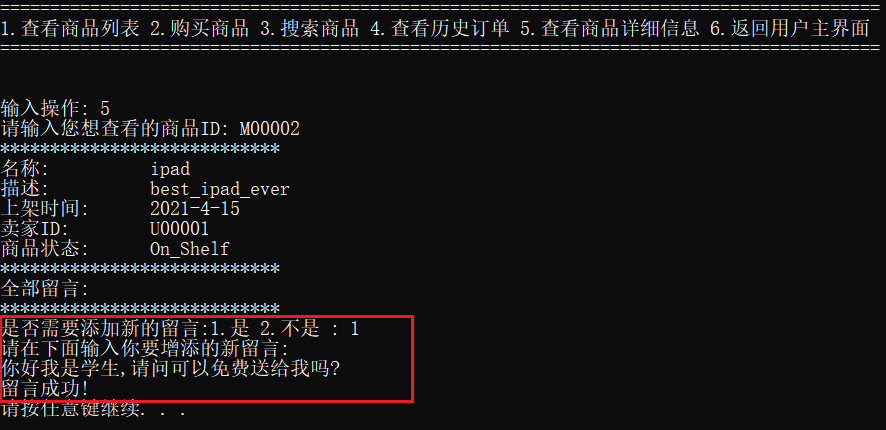 ================================================================================
1.查看商品列表 2.购买商品 3.搜索商品 4.查看历史订单 5.查看商品详细信息 6.返回用户主界面
================================================================================
输入操作: 5
请输入您想查看的商品ID: M00002
****************************
名称: ipad
描述: best_ipad_ever
上架时间: 2021-4-15
卖家ID: U00001
商品状态: On_Shelf
****************************
全部留言:
****************************
是否需要添加新的留言:1.是 2.不是 : 1
请在下面输入你要增添的新留言:
你好我是学生,请问可以免费送给我吗?
留言成功!
请按任意键继续. . .